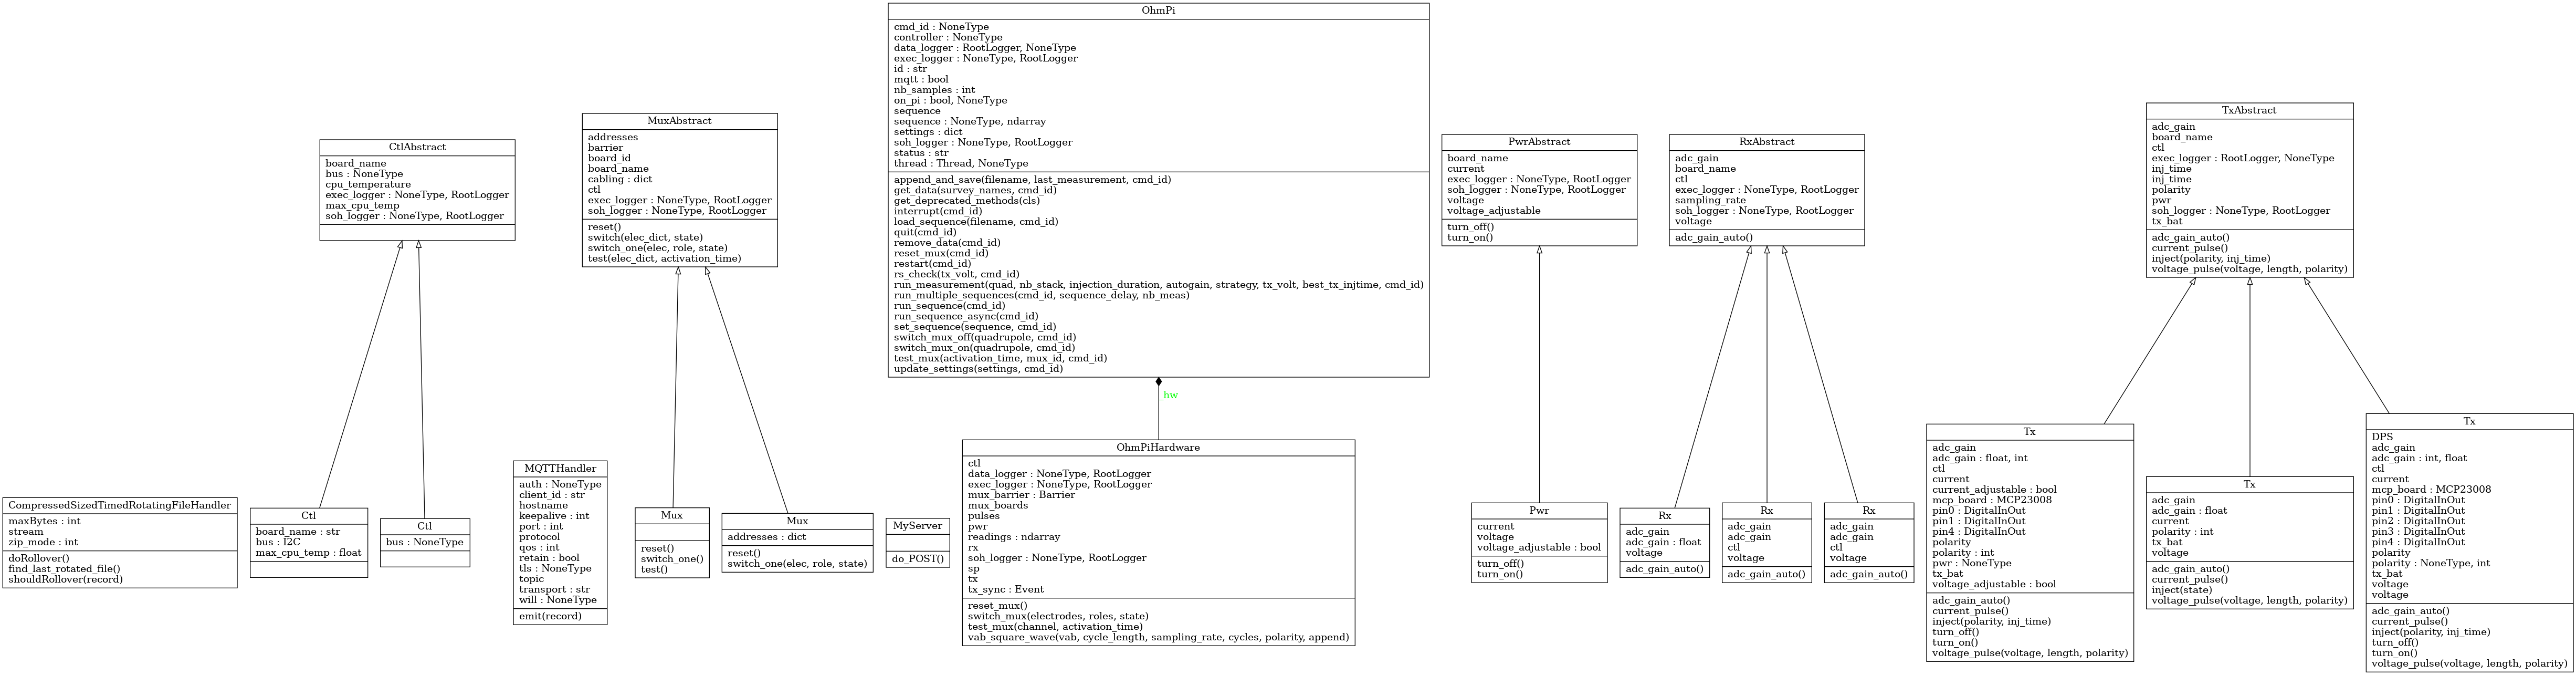 OhmPi
cmd_id : NoneType
controller : NoneType
data_logger : RootLogger, NoneType
exec_logger : NoneType, RootLogger
id : str
mqtt : bool
nb_samples : int
on_pi : bool, NoneType
sequence
sequence : NoneType, ndarray
settings : dict
soh_logger : NoneType, RootLogger
status : str
thread : Thread, NoneType
append_and_save(filename, last_measurement, cmd_id)
get_data(survey_names, cmd_id)
get_deprecated_methods(cls)
interrupt(cmd_id)
load_sequence(filename, cmd_id)
quit(cmd_id)
remove_data(cmd_id)
reset_mux(cmd_id)
restart(cmd_id)
rs_check(tx_volt, cmd_id)
run_measurement(quad, nb_stack, injection_duration, autogain, strategy, tx_volt, best_tx_injtime, cmd_id)
run_multiple_sequences(cmd_id, sequence_delay, nb_meas)
run_sequence(cmd_id)
run_sequence_async(cmd_id)
set_sequence(sequence, cmd_id)
switch_mux_off(quadrupole, cmd_id)
switch_mux_on(quadrupole, cmd_id)
test_mux(activation_time, mux_id, cmd_id)
update_settings(settings, cmd_id)
CtlAbstract
board_name
bus : NoneType
cpu_temperature
exec_logger : NoneType, RootLogger
max_cpu_temp
soh_logger : NoneType, RootLogger
MuxAbstract
addresses
barrier
board_id
board_name
cabling : dict
ctl
exec_logger : NoneType, RootLogger
soh_logger : NoneType, RootLogger
reset()
switch(elec_dict, state)
switch_one(elec, role, state)
test(elec_dict, activation_time)
PwrAbstract
board_name
current
exec_logger : NoneType, RootLogger
soh_logger : NoneType, RootLogger
voltage
voltage_adjustable
turn_off()
turn_on()
RxAbstract
adc_gain
board_name
ctl
exec_logger : NoneType, RootLogger
sampling_rate
soh_logger : NoneType, RootLogger
voltage
adc_gain_auto()
TxAbstract
adc_gain
board_name
ctl
exec_logger : RootLogger, NoneType
inj_time
inj_time
polarity
pwr
soh_logger : NoneType, RootLogger
tx_bat
adc_gain_auto()
current_pulse()
inject(polarity, inj_time)
voltage_pulse(voltage, length, polarity)
_hw
CompressedSizedTimedRotatingFileHandler
maxBytes : int
stream
zip_mode : int
doRollover()
find_last_rotated_file()
shouldRollover(record)
Ctl
board_name : str
bus : I2C
max_cpu_temp : float
Ctl
bus : NoneType
MQTTHandler
auth : NoneType
client_id : str
hostname
keepalive : int
port : int
protocol
qos : int
retain : bool
tls : NoneType
topic
transport : str
will : NoneType
emit(record)
Mux
reset()
switch_one()
test()
Mux
addresses : dict
reset()
switch_one(elec, role, state)
MyServer
do_POST()
OhmPiHardware
ctl
data_logger : NoneType, RootLogger
exec_logger : NoneType, RootLogger
mux_barrier : Barrier
mux_boards
pulses
pwr
readings : ndarray
rx
soh_logger : NoneType, RootLogger
sp
tx
tx_sync : Event
reset_mux()
switch_mux(electrodes, roles, state)
test_mux(channel, activation_time)
vab_square_wave(vab, cycle_length, sampling_rate, cycles, polarity, append)
Pwr
current
voltage
voltage_adjustable : bool
turn_off()
turn_on()
Rx
adc_gain
adc_gain : float
voltage
adc_gain_auto()
Rx
adc_gain
adc_gain
ctl
voltage
adc_gain_auto()
Rx
adc_gain
adc_gain
ctl
voltage
adc_gain_auto()
Tx
adc_gain
adc_gain : float, int
ctl
current
current_adjustable : bool
mcp_board : MCP23008
pin0 : DigitalInOut
pin1 : DigitalInOut
pin4 : DigitalInOut
polarity
polarity : int
pwr : NoneType
tx_bat
voltage_adjustable : bool
adc_gain_auto()
current_pulse()
inject(polarity, inj_time)
turn_off()
turn_on()
voltage_pulse(voltage, length, polarity)
Tx
adc_gain
adc_gain : float
current
polarity : int
tx_bat
voltage
adc_gain_auto()
current_pulse()
inject(state)
voltage_pulse(voltage, length, polarity)
Tx
DPS
adc_gain
adc_gain : int, float
ctl
current
mcp_board : MCP23008
pin0 : DigitalInOut
pin1 : DigitalInOut
pin2 : DigitalInOut
pin3 : DigitalInOut
pin4 : DigitalInOut
polarity
polarity : NoneType, int
tx_bat
voltage
voltage
adc_gain_auto()
current_pulse()
inject(polarity, inj_time)
turn_off()
turn_on()
voltage_pulse(voltage, length, polarity)